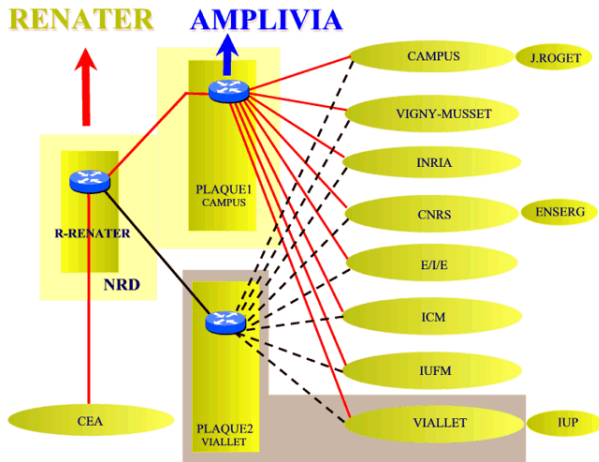 RENATER
AMPLIVIA
CAMPUS
J.ROGET
VIGNY-MUSSET
INRIA
PLAQUE1
CAMPUS
CNRS
ENSERG
R-RENATER
E/I/E
NRD
ICM
IUFM
CEA
PLAQUE2
VIALLET
VIALLET
IUP